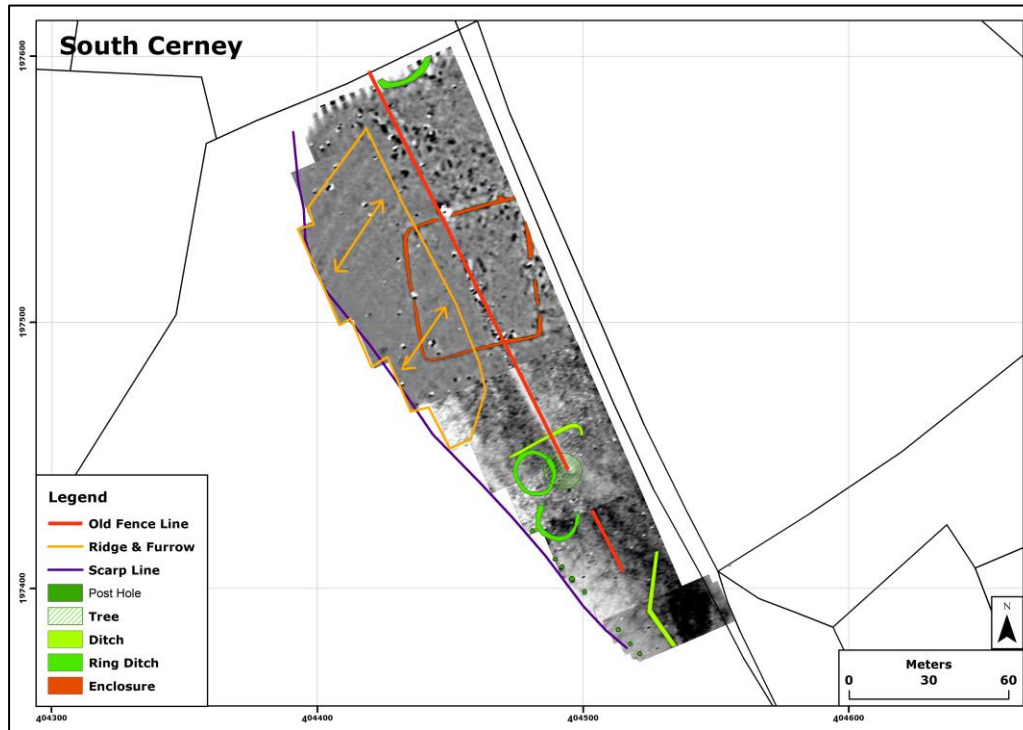 South Cerney
197600
197500
197400
Legend
Old Fence Line
Ridge & Furrow
Scarp Line
Post Hole
Tree
Ditch
Ring Ditch
Enclosure
N
Meters
0 30 60
404300 404400 404500 404600